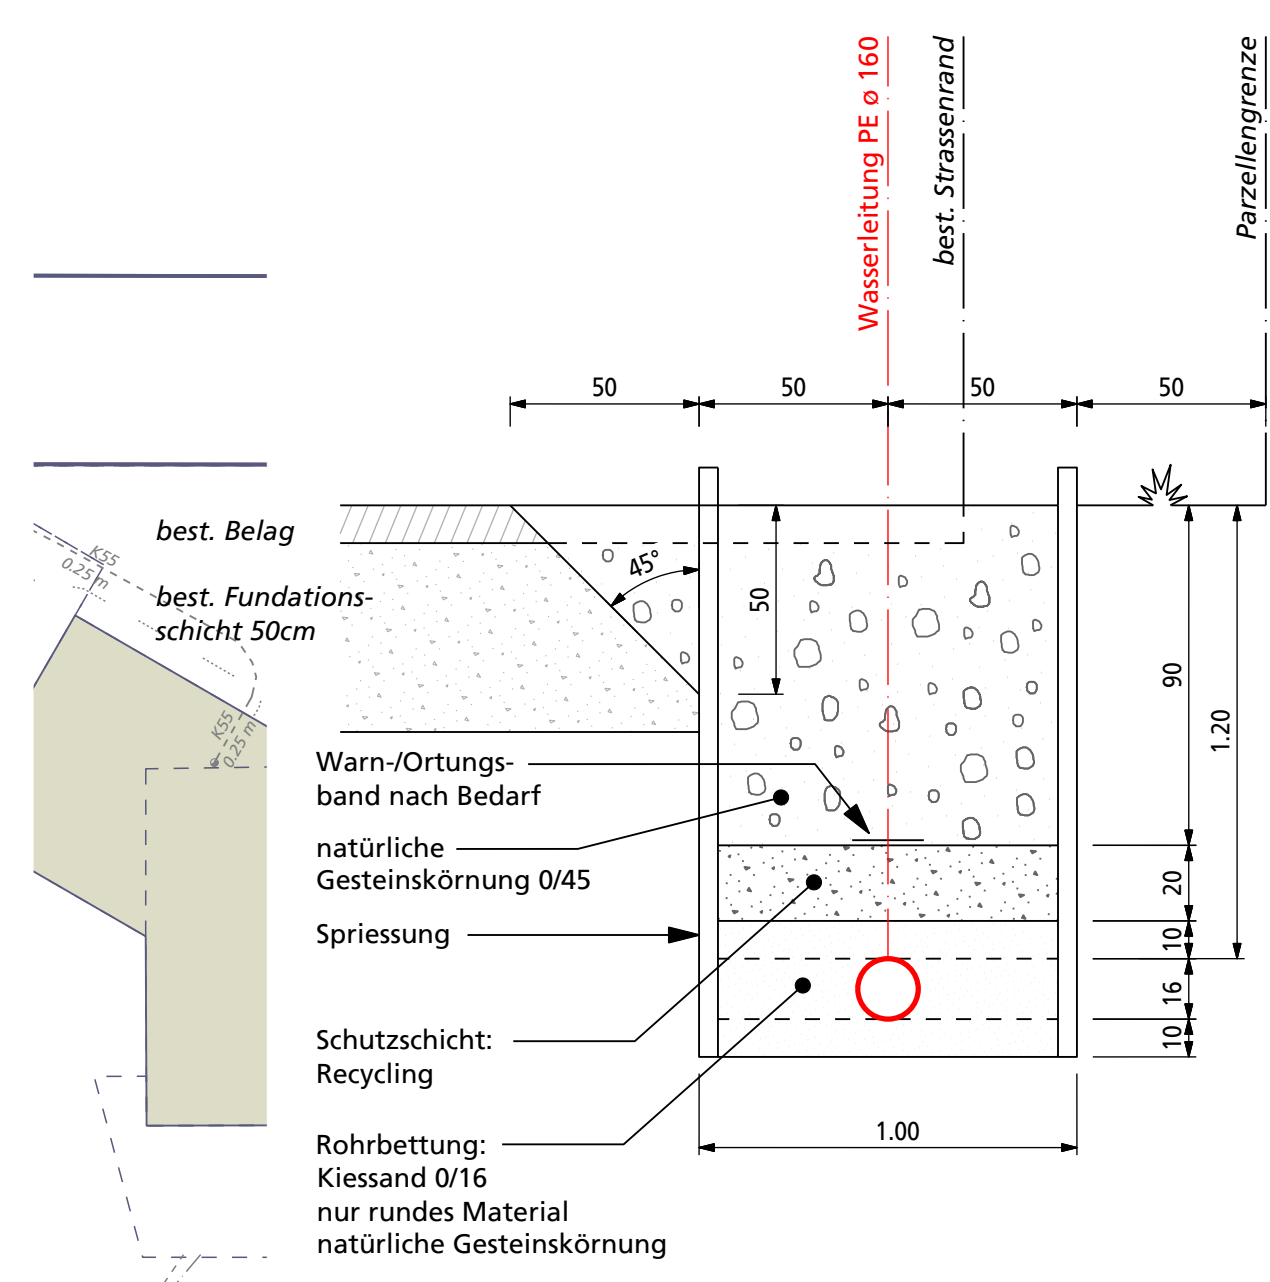 Wasserleitung PE ø 160
best. Strassenrand
Parzellengrenze
50
50
50
50
best. Belag
K55
0.25 m
best. Fundations-
schicht 50cm
45°
50
90
1.20
K55
0.25 m
Warn-/Ortungs-
band nach Bedarf
natürliche
Gesteinskörnung 0/45
20
Spriessung
10
16
10
Schutzschicht:
Recycling
1.00
Rohrbettung:
Kiessand 0/16
nur rundes Material
natürliche Gesteinskörnung